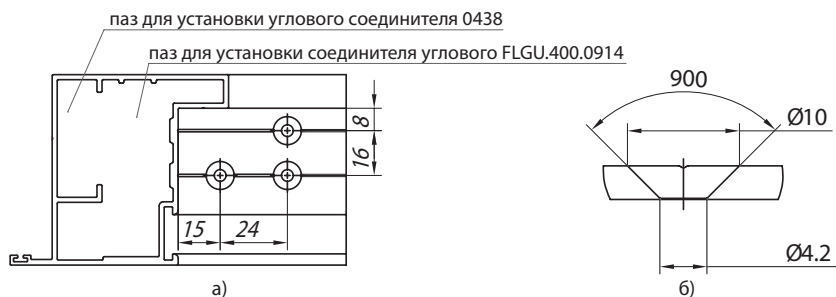 паз для установки углового соединителя 0438
паз для установки соединителя углового FLGU.400.0914
8
16
15
24
а)
900
Ø10
Ø4.2
б)